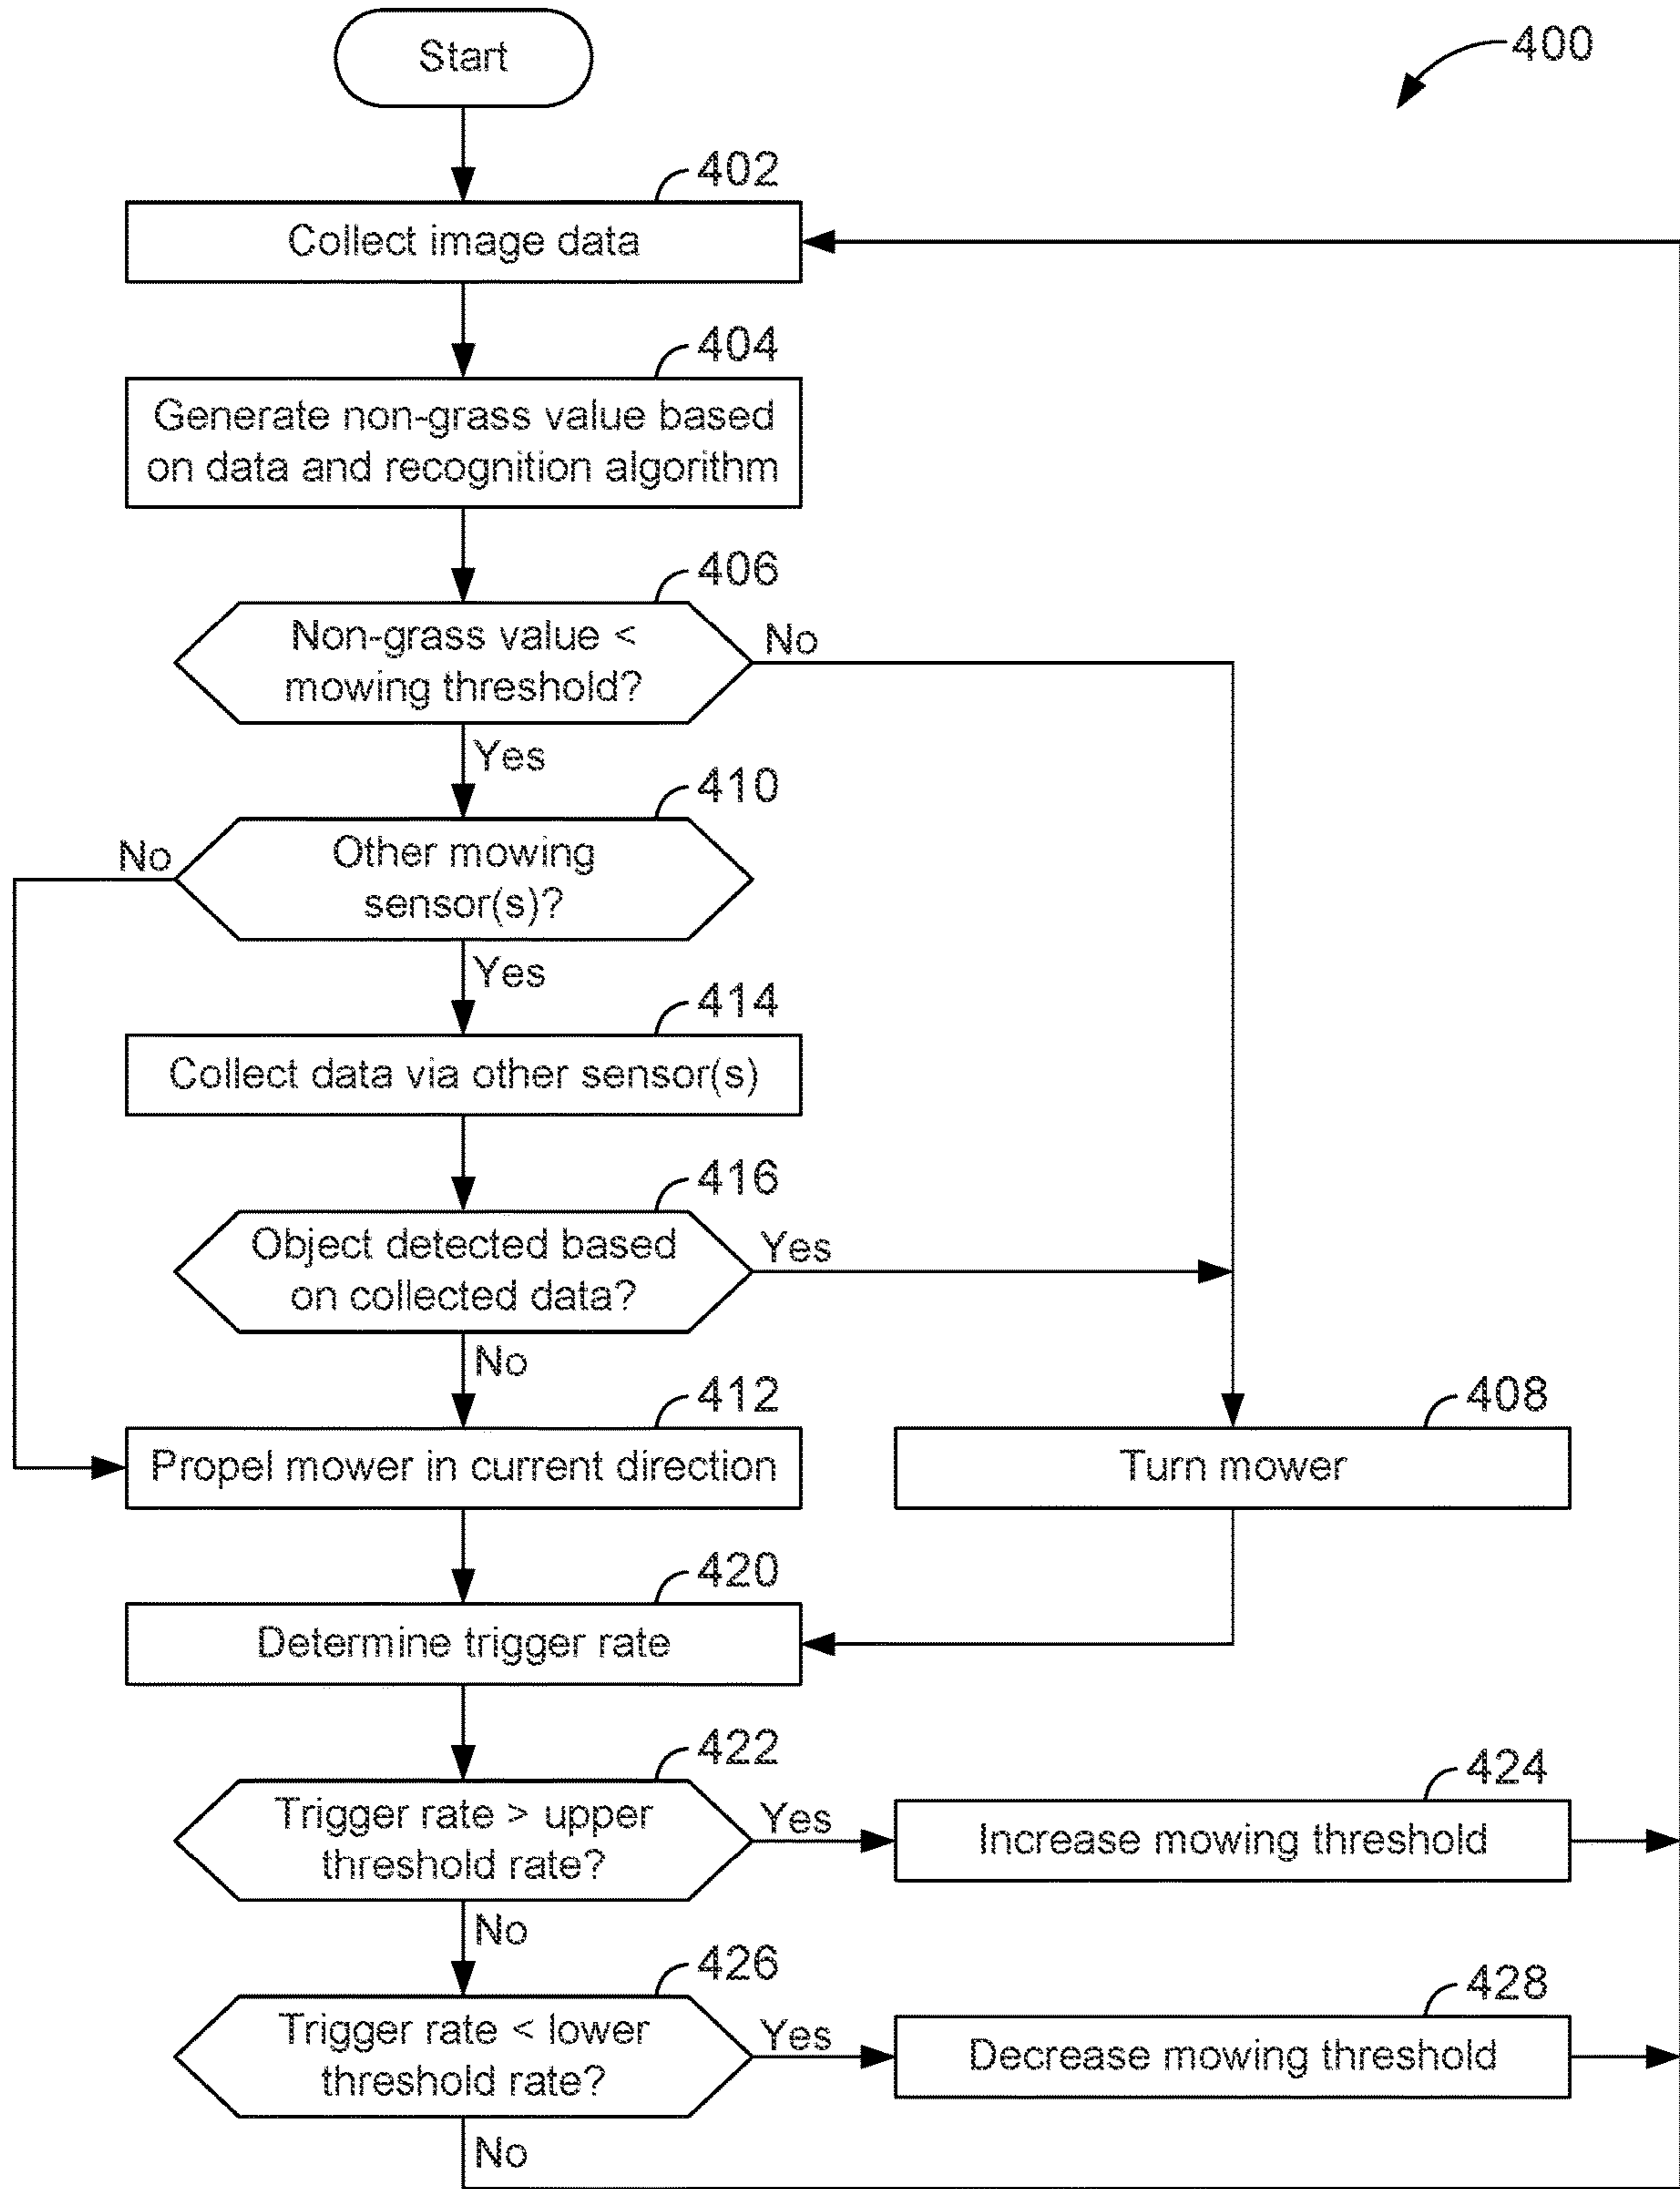 Start
400
402
Collect image data
404
Generate non-grass value based
on data and recognition algorithm
406
Non-grass value <
mowing threshold?
No
Yes
410
Other mowing
sensor(s)?
No
Yes
414
Collect data via other sensor(s)
416
Object detected based
on collected data?
Yes
No
412
Propel mower in current direction
408
Turn mower
420
Determine trigger rate
422
Trigger rate > upper
threshold rate?
Yes
424
Increase mowing threshold
No
426
Trigger rate < lower
threshold rate?
Yes
428
Decrease mowing threshold
No